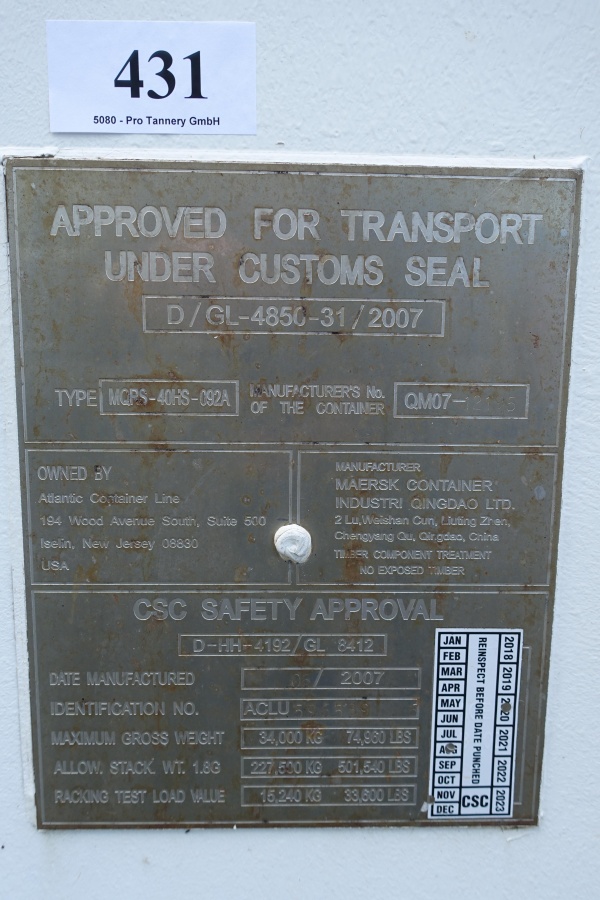 431
5080 - Pro Tannery GmbH
APPROVED FOR TRANSPORT
UNDER CUSTOMS SEAL
D/GL-4850-31/2007
TYPE MQRS-40HS-092A
MANUFACTURER'S No.
OF THE CONTAINER
QM07-
OWNED BY
Atlantic Container Line
194 Wood Avenue South, Suite 500
Iselin, New Jersey 08830
USA
MANUFACTURER
MAERSK CONTAINER
INDUSTRI QINGDAO LTD.
2 Lu,Weishan Cun, Liuting Zhen,
Chengyang Qu, Qingdao, China
TIMBER COMPONENT TREATMENT
NO EXPOSED TIMBER
CSC SAFETY APPROVAL
D-HH-4192/GL 8412
DATE MANUFACTURED / 2007
IDENTIFICATION NO. ACLU
MAXIMUM GROSS WEIGHT 34,000 KG 74,960 LBS
ALLOW. STACK. WT. 1.8G 227,500 KG 501,540 LBS
RACKING TEST LOAD VALUE 15,240 KG 33,600 LBS
JAN
FEB
MAR
APR
MAY
JUN
JUL
AUG
SEP
OCT
NOV
DEC
REINSPECT BEFORE DATE PUNCHED
CSC
2018 2019 2020 2021 2022 2023